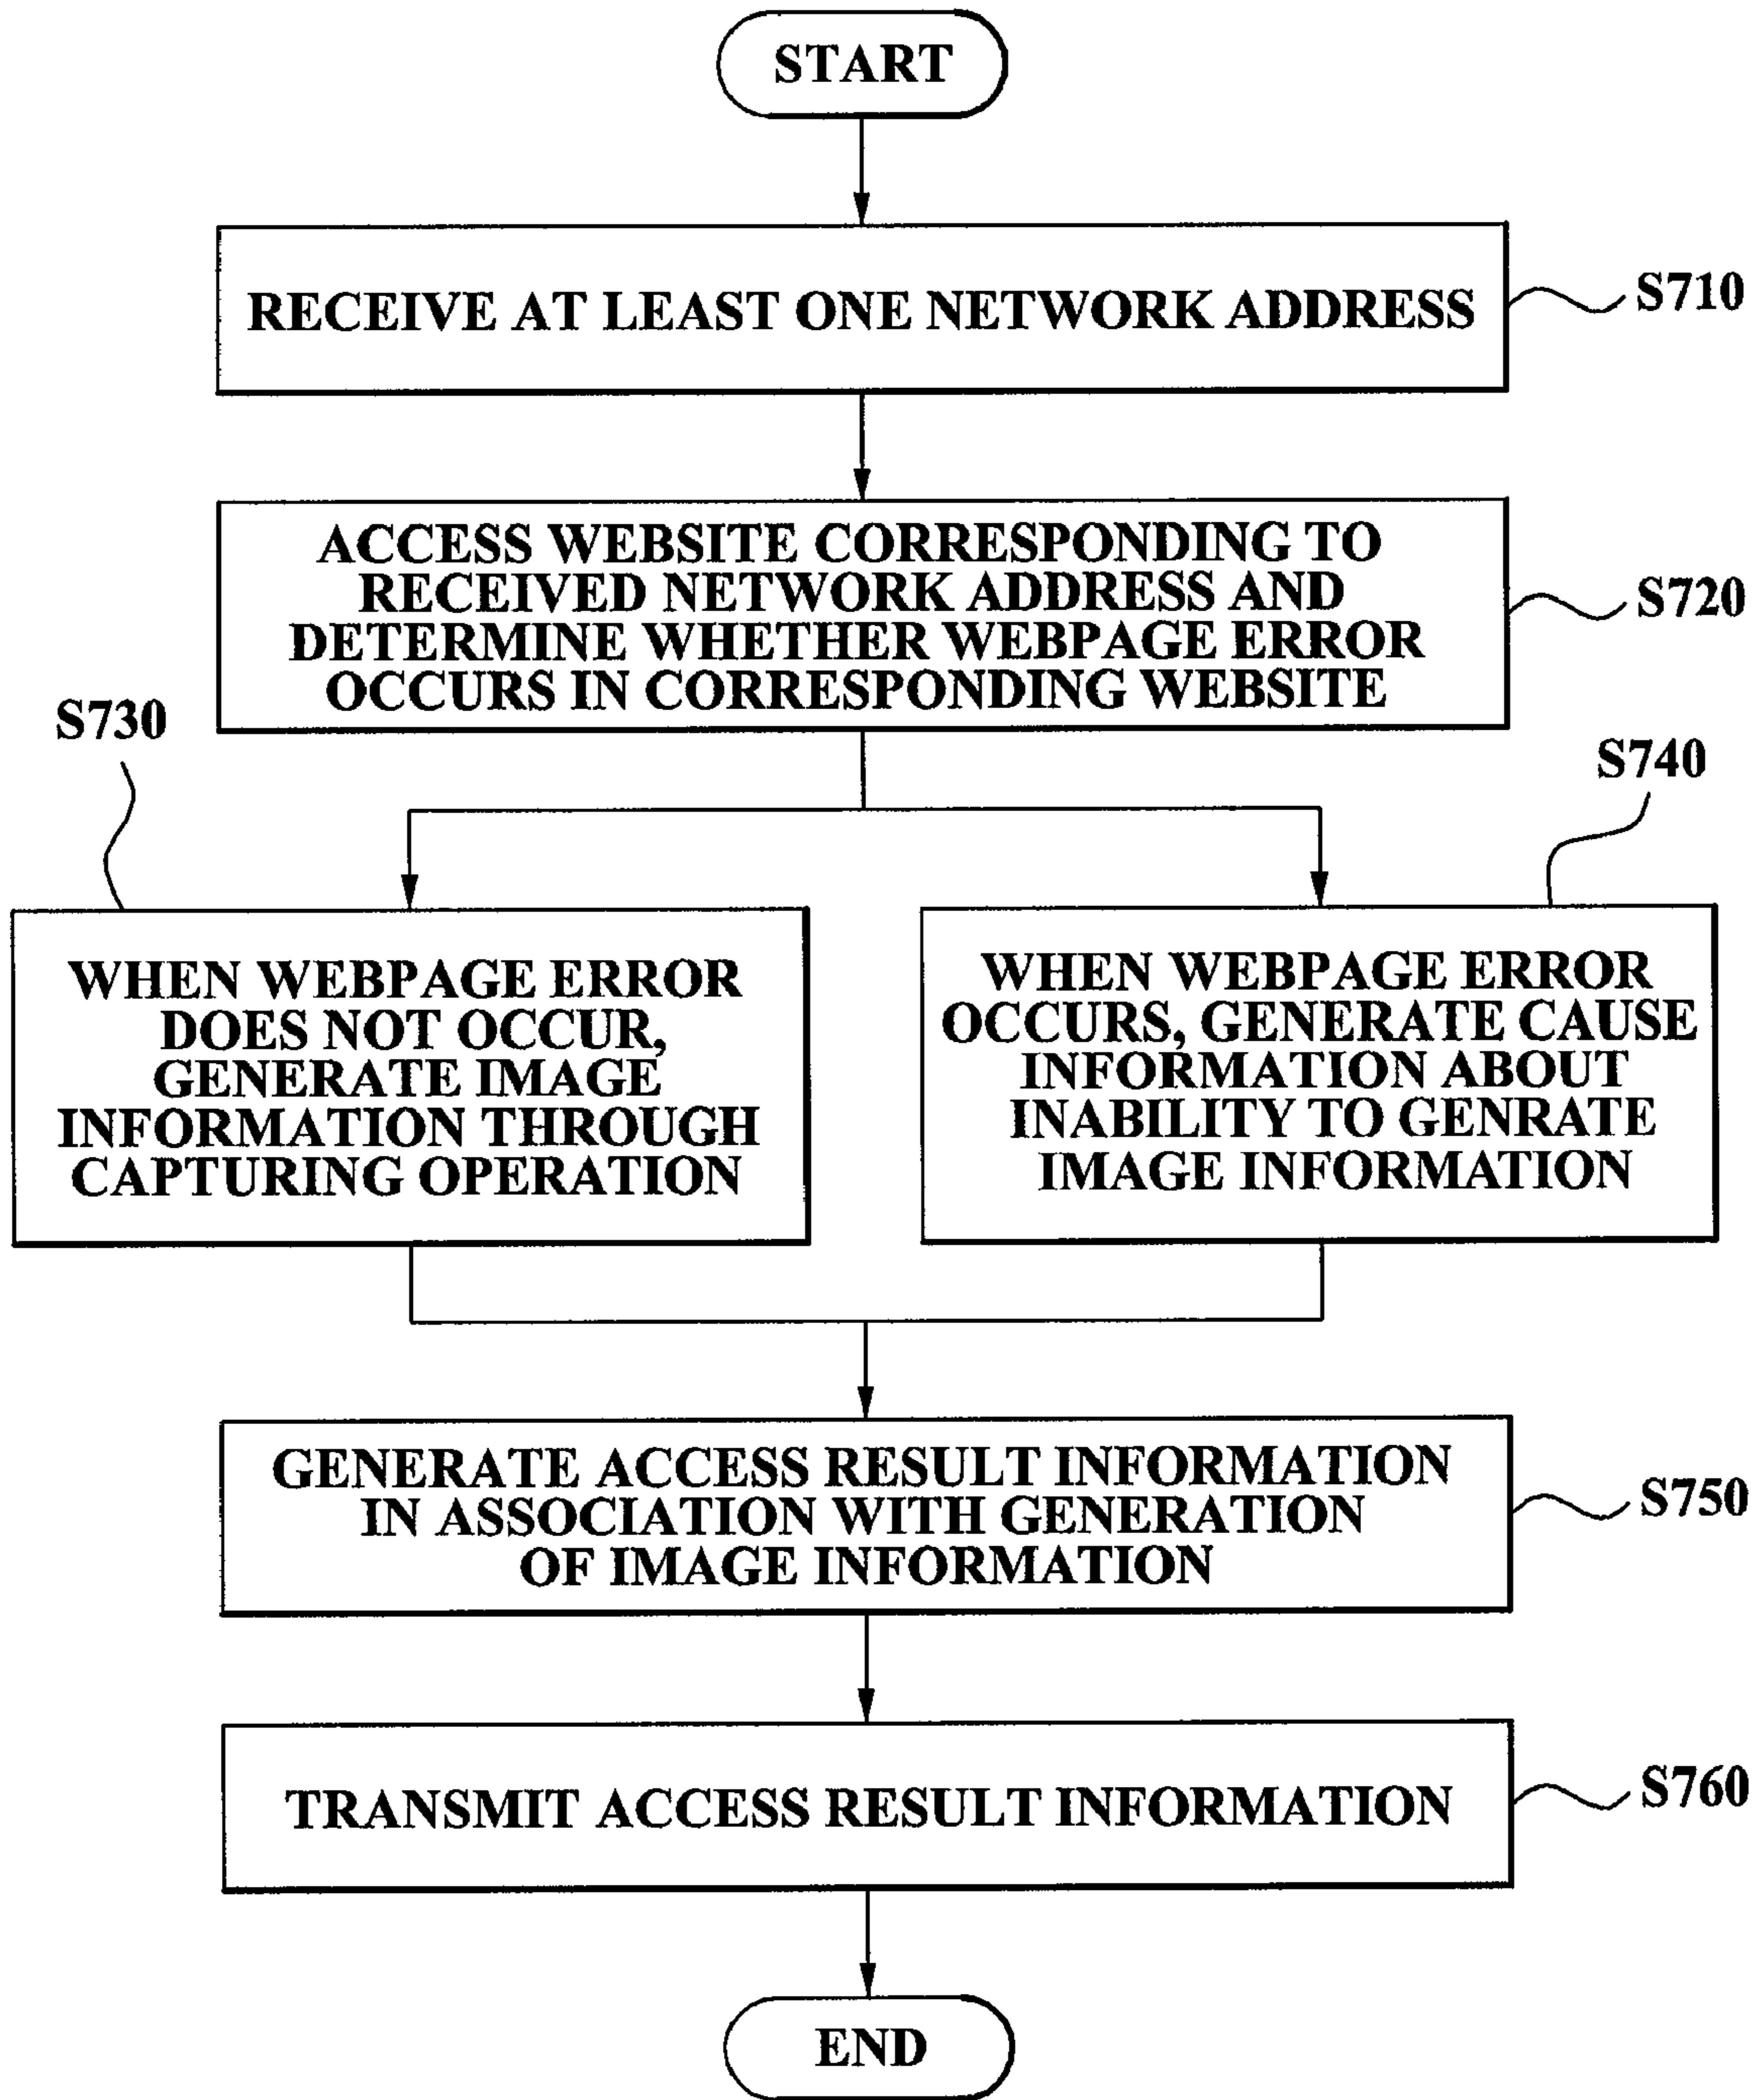 START
RECEIVE AT LEAST ONE NETWORK ADDRESS
S710
ACCESS WEBSITE CORRESPONDING TO
RECEIVED NETWORK ADDRESS AND
DETERMINE WHETHER WEBPAGE ERROR
OCCURS IN CORRESPONDING WEBSITE
S720
S730
WHEN WEBPAGE ERROR
DOES NOT OCCUR,
GENERATE IMAGE
INFORMATION THROUGH
CAPTURING OPERATION
S740
WHEN WEBPAGE ERROR
OCCURS, GENERATE CAUSE
INFORMATION ABOUT
INABILITY TO GENRATE
IMAGE INFORMATION
GENERATE ACCESS RESULT INFORMATION
IN ASSOCIATION WITH GENERATION
OF IMAGE INFORMATION
S750
TRANSMIT ACCESS RESULT INFORMATION
S760
END